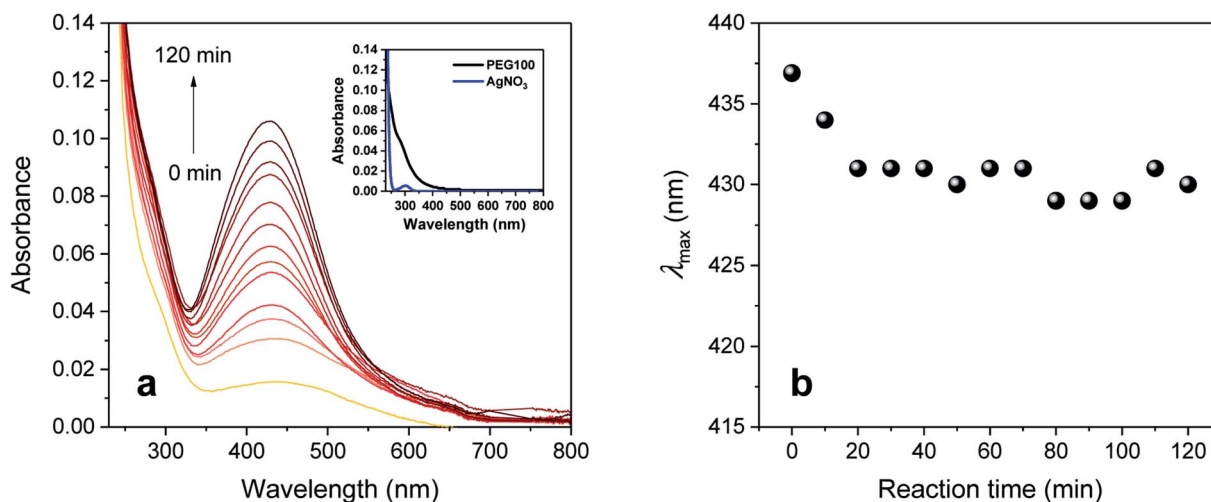 0.14
0.12
0.10
0.08
0.06
0.04
0.02
0.00
Absorbance
120 min
0 min
a
300 400 500 600 700 800
Wavelength (nm)
0.14
0.12
0.10
0.08
0.06
0.04
0.02
0.00
Absorbance
PEG100
AgNO₃
300 400 500 600 700 800
Wavelength (nm)
440
435
430
425
420
415
λmax (nm)
b
0 20 40 60 80 100 120
Reaction time (min)